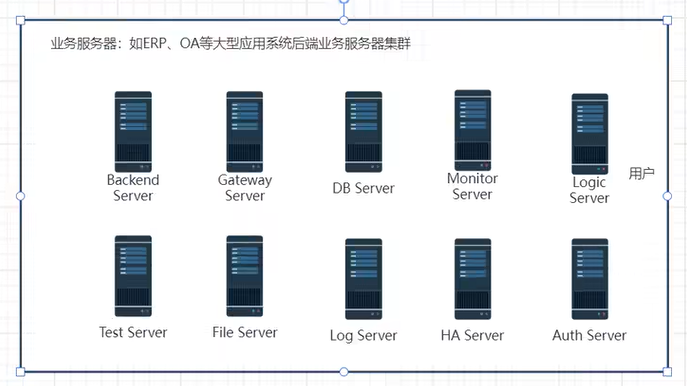 业务服务器：如ERP、OA等大型应用系统后端业务服务器集群
Backend
Server
Gateway
Server
DB Server
Monitor
Server
Logic
Server
用户
Test Server
File Server
Log Server
HA Server
Auth Server